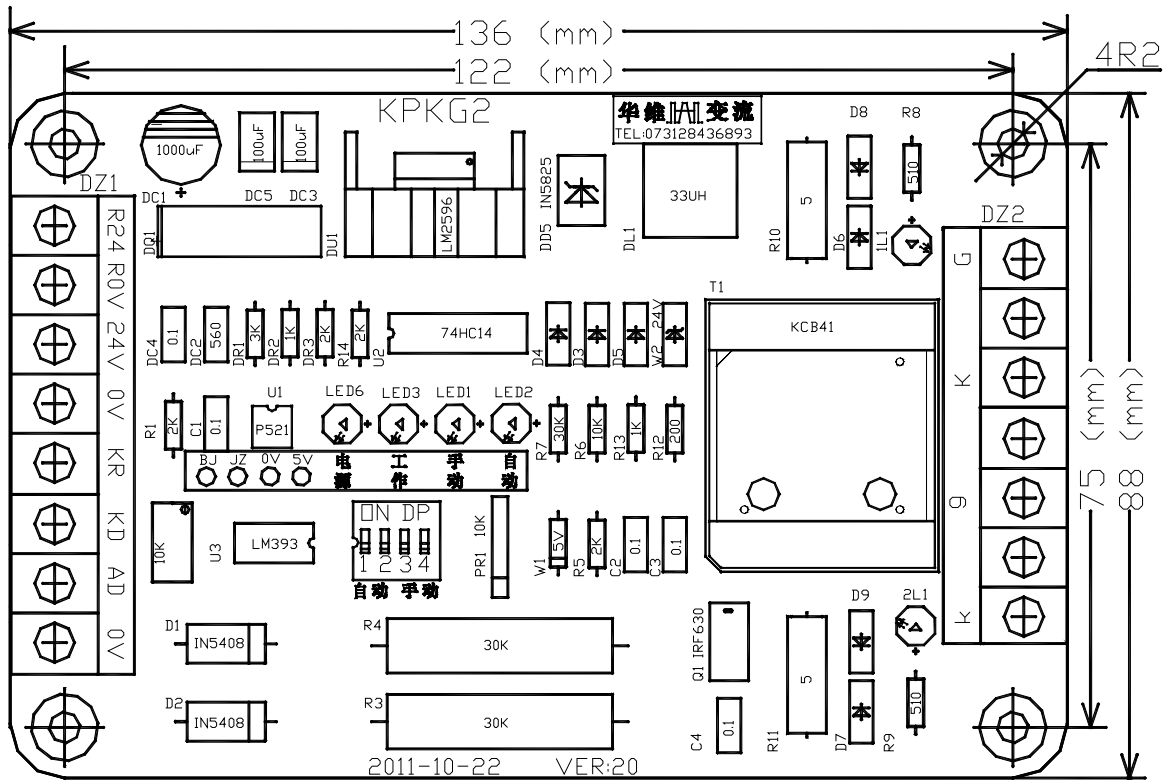 136 (mm)
122 (mm)
4R2
KPKG2
华维 变流
TEL:073128436893
1000uF
100uF
100uF
DC1
DC5
DC3
DZ1
DQ1
DU1
LM2596
DD5
IN5825
DL1
33UH
R10
5
D8
D6
R8
510
1L1
DZ2
R24
R0V
24V
0V
KR
KD
AD
0V
G
K
g
k
DC4
0.1
DC2
560
DR1
3K
DR2
1K
DR3
2K
R14
2K
U2
74HC14
D4
D3
D5
W2
24V
T1
KCB41
R1
2K
C1
0.1
U1
P521
LED6
LED3
LED1
LED2
R7
30K
R6
10K
R13
1K
R12
200
BJ
JZ
0V
5V
电源
工作
手动
自动
10K
U3
LM393
ON DP
1 2 3 4
自动 手动
PR1
10K
W1
5V
R5
2K
C2
0.1
C3
0.1
75 (mm)
88 (mm)
D1
IN5408
R4
30K
Q1
IRF630
D9
2L1
D2
IN5408
R3
30K
C4
0.1
R11
5
D7
R9
510
2011-10-22
VER:20